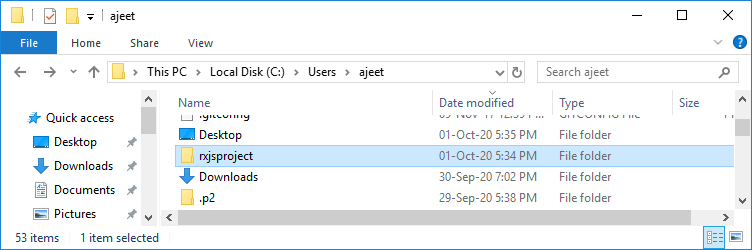 ajeet
File Home Share View
This PC Local Disk (C:) Users ajeet Search ajeet
Name Date modified Type Size
Quick access
Desktop
Downloads
Documents
Pictures
Desktop 01-Oct-20 5:35 PM File folder
rxjsproject 01-Oct-20 5:34 PM File folder
Downloads 30-Sep-20 7:02 PM File folder
.p2 29-Sep-20 5:38 PM File folder
53 items 1 item selected